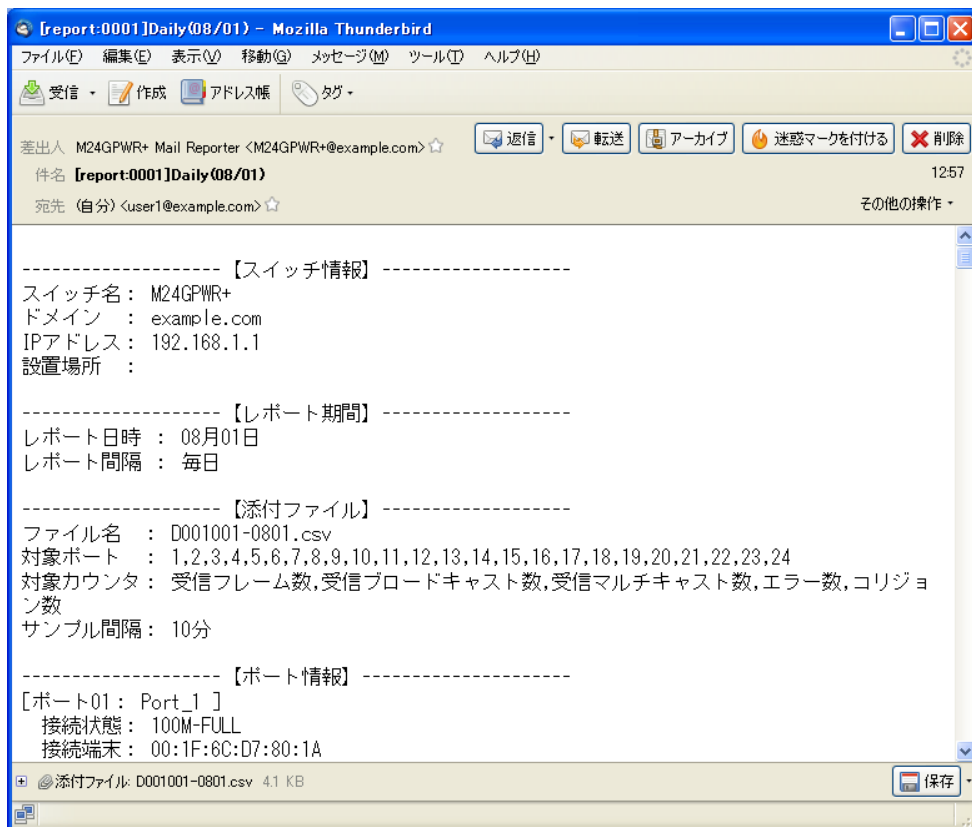 [report:0001]Daily(08/01) - Mozilla Thunderbird
ファイル(F) 編集(E) 表示(V) 移動(G) メッセージ(M) ツール(T) ヘルプ(H)
受信 作成 アドレス帳 タグ
返信 転送 アーカイブ 迷惑マークを付ける 削除
差出人 M24GPWR+ Mail Reporter <M24GPWR+@example.com>
件名 [report:0001]Daily(08/01) 12:57
宛先 (自分) <user1@example.com> その他の操作
-------------------- 【スイッチ情報】 -------------------
スイッチ名： M24GPWR+
ドメイン ： example.com
IPアドレス： 192.168.1.1
設置場所 ：
-------------------- 【レポート期間】 -------------------
レポート日時 ： 08月01日
レポート間隔 ： 毎日
-------------------- 【添付ファイル】 -------------------
ファイル名 ： D001001-0801.csv
対象ポート ： 1,2,3,4,5,6,7,8,9,10,11,12,13,14,15,16,17,18,19,20,21,22,23,24
対象カウンタ： 受信フレーム数,受信ブロードキャスト数,受信マルチキャスト数,エラー数,コリジョ
ン数
サンプル間隔： 10分
-------------------- 【ポート情報】 ---------------------
[ポート01： Port_1 ]
接続状態： 100M-FULL
接続端末： 00:1F:6C:D7:80:1A
添付ファイル: D001001-0801.csv 4.1 KB 保存